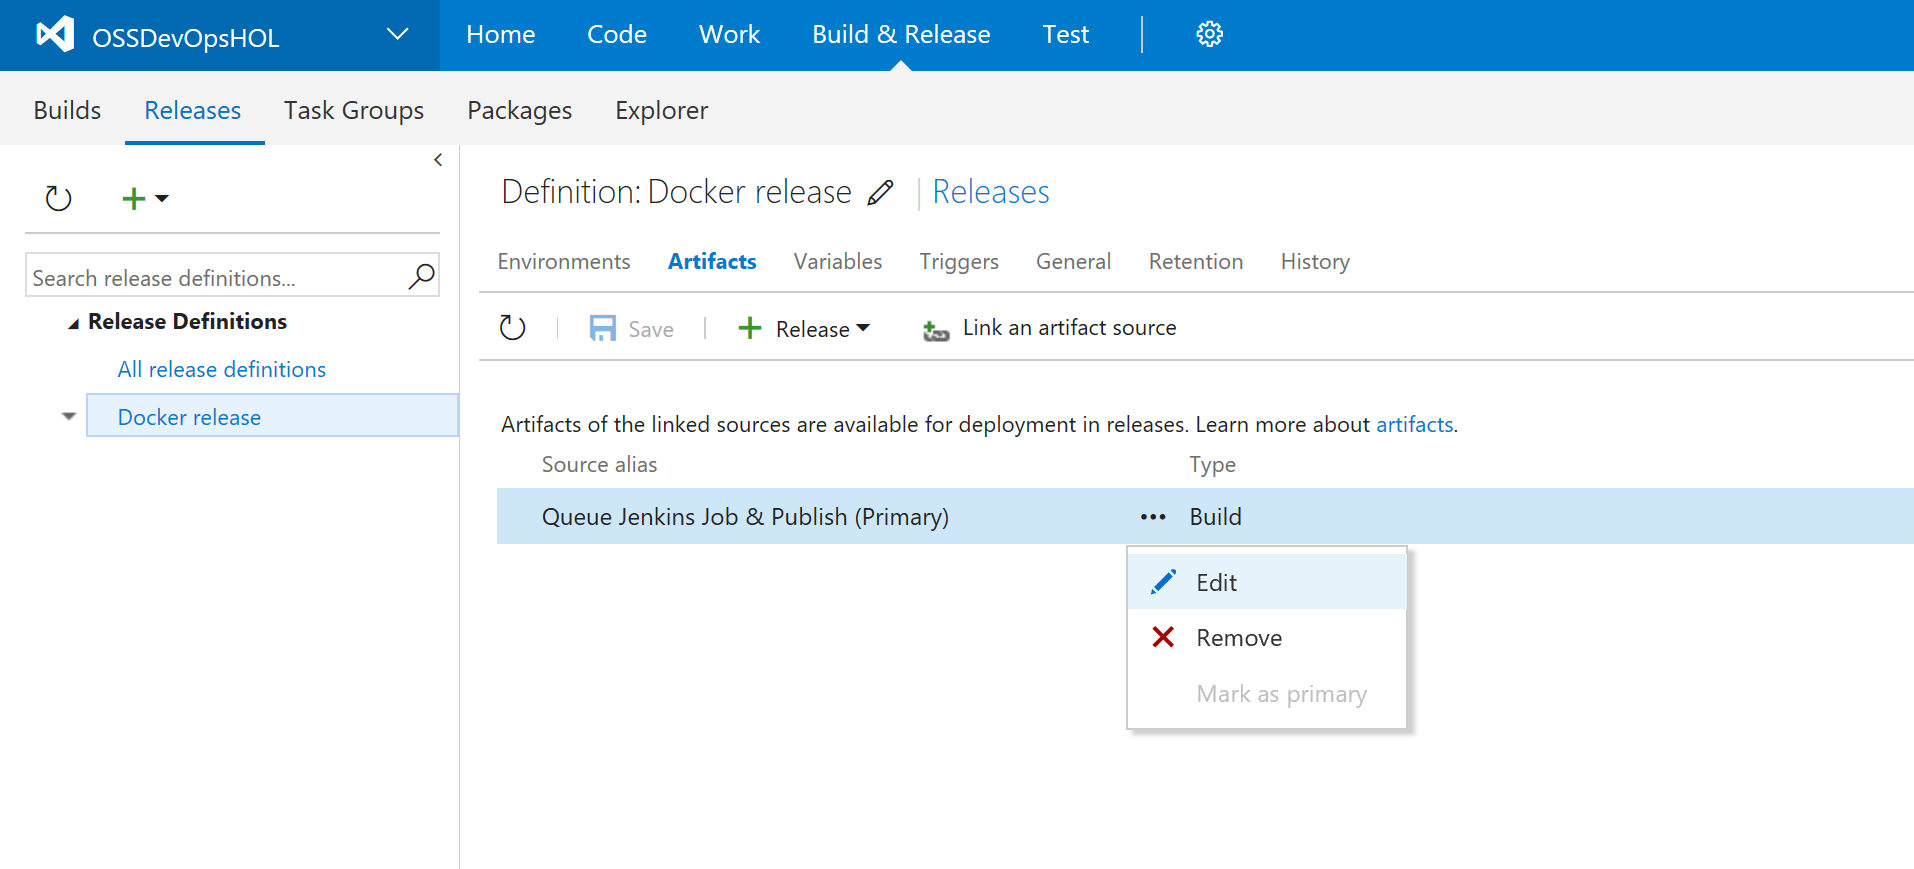 OSSDevOpsHOL Home Code Work Build & Release Test
Builds Releases Task Groups Packages Explorer
Search release definitions...
Release Definitions
All release definitions
Docker release
Definition: Docker release Releases
Environments Artifacts Variables Triggers General Retention History
Save Release Link an artifact source
Artifacts of the linked sources are available for deployment in releases. Learn more about artifacts.
Source alias Type
Queue Jenkins Job & Publish (Primary) ••• Build
Edit
Remove
Mark as primary